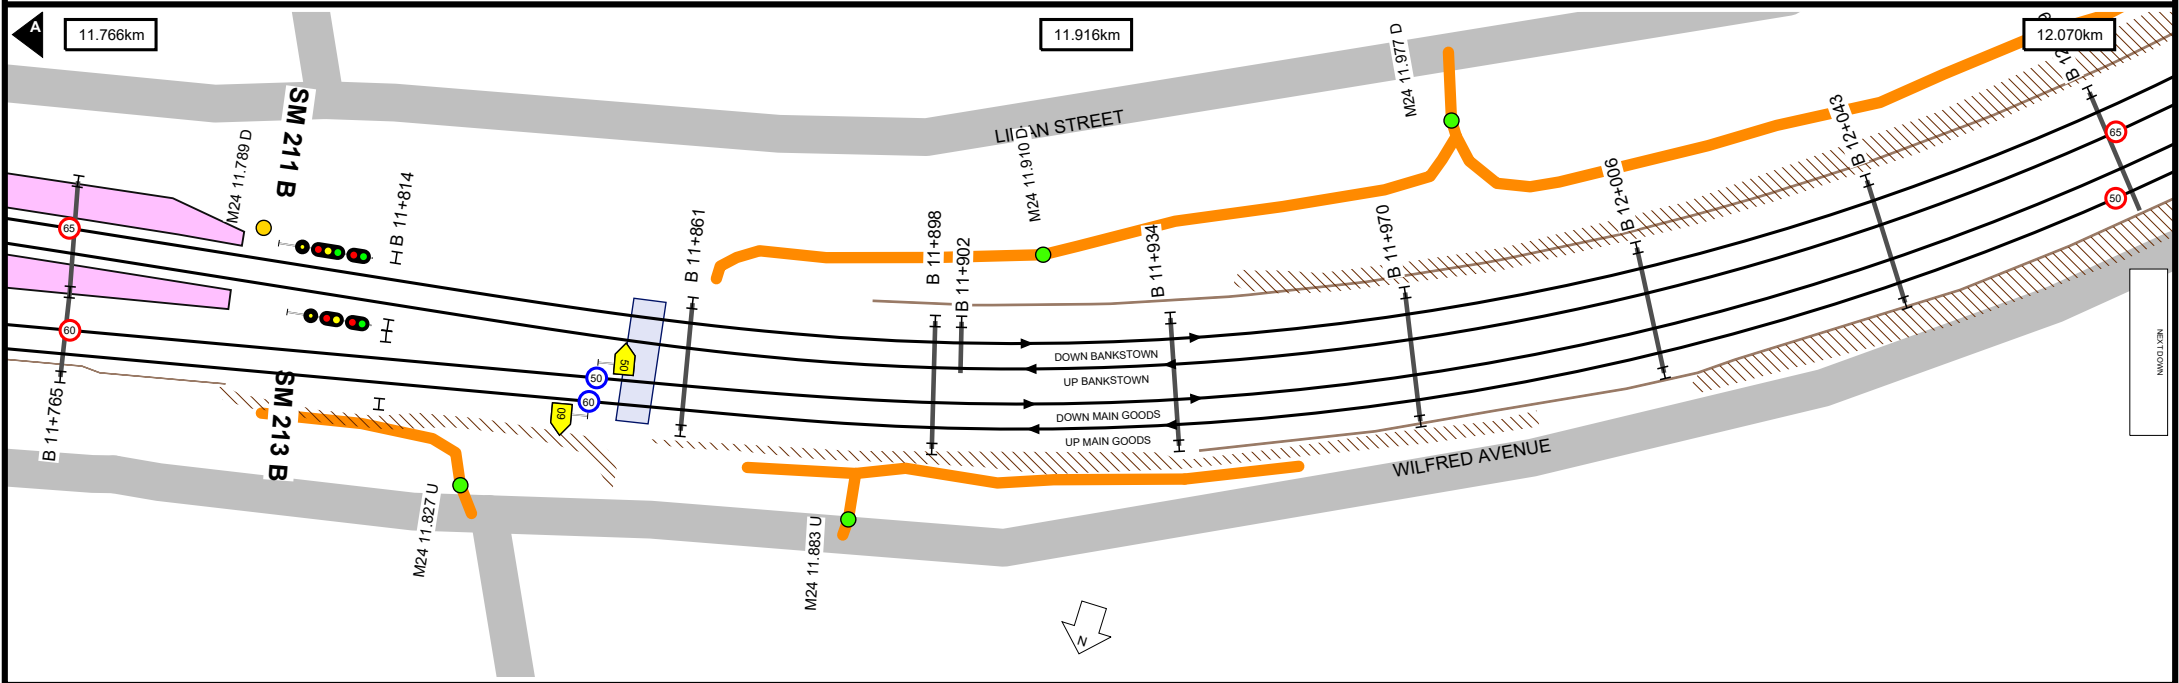 A
11.766km
11.916km
12.070km
SM 211 B
M24 11.789 D
B 11+814
B 11+861
B 11+898
B 11+902
M24 11.910 D
B 11+934
B 11+970
M24 11.977 D
B 12+006
B 12+043
B 12
LI AN STREET
65
60
65
50
50
60
50
60
DOWN BANKSTOWN
UP BANKSTOWN
DOWN MAIN GOODS
UP MAIN GOODS
B 11+765
SM 213 B
M24 11.827 U
M24 11.883 U
WILFRED AVENUE
NEXT DOWN
N